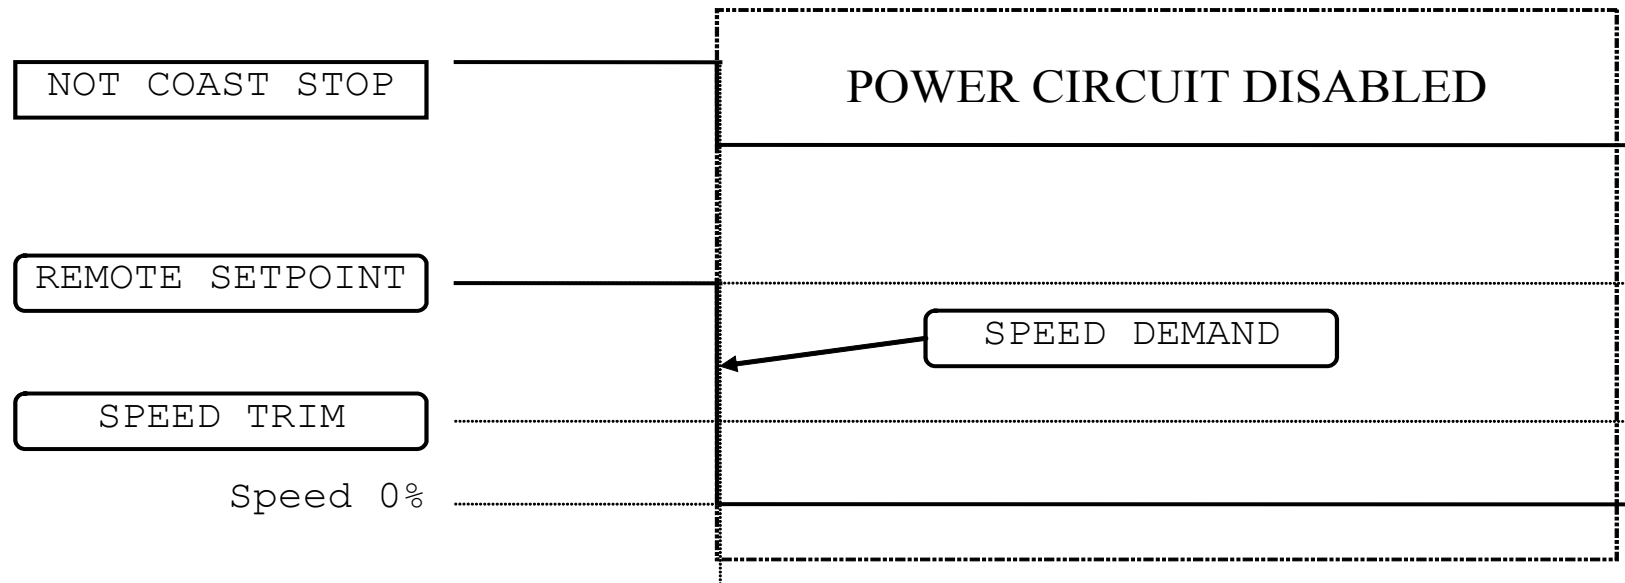 NOT COAST STOP
POWER CIRCUIT DISABLED
REMOTE SETPOINT
SPEED DEMAND
SPEED TRIM
Speed 0%